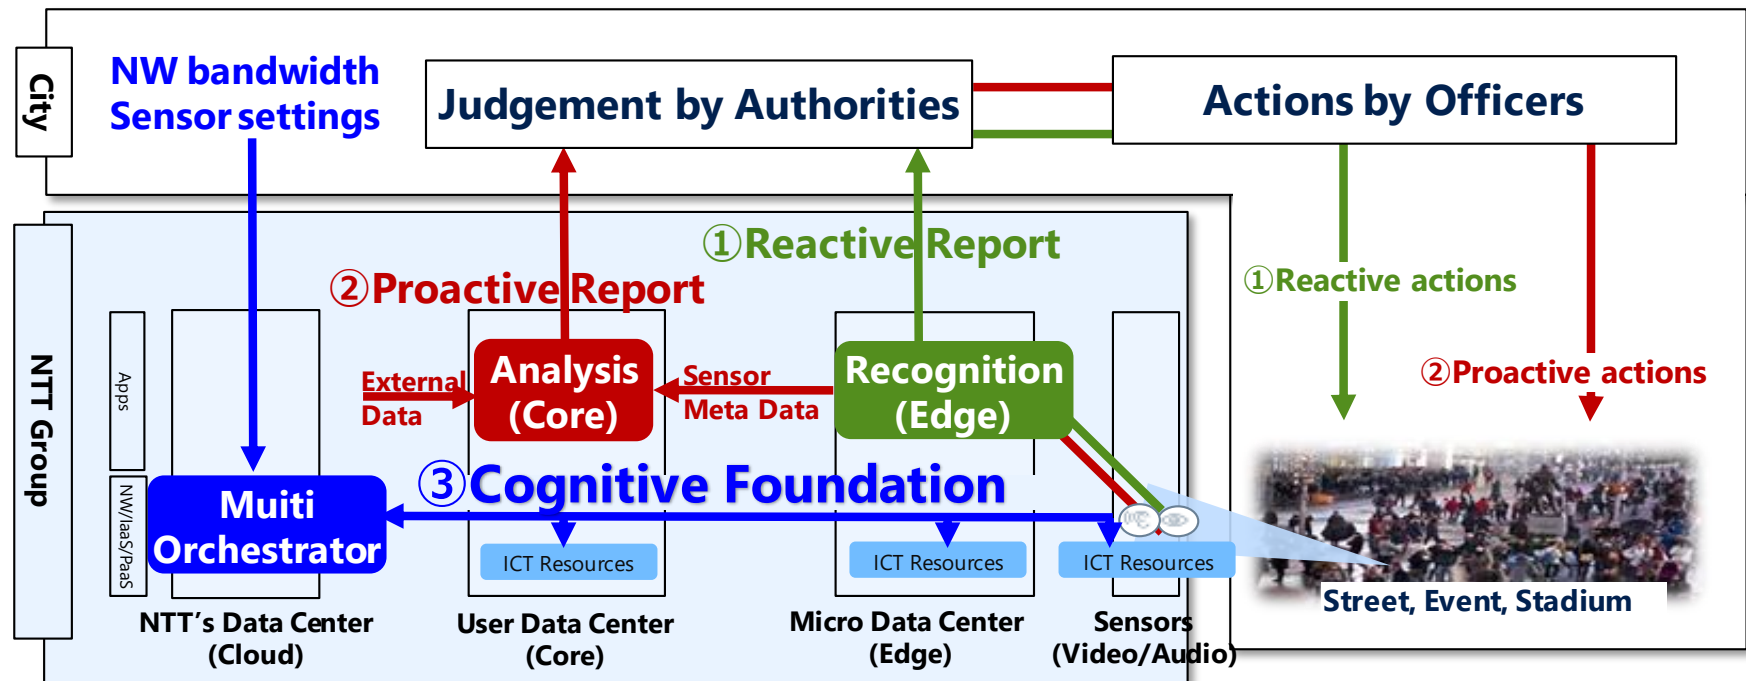 City
NW bandwidth
Sensor settings
Judgement by Authorities
Actions by Officers
NTT Group
①Reactive Report
②Proactive Report
①Reactive actions
②Proactive actions
Apps
External
Data
Analysis
(Core)
Sensor
Meta Data
Recognition
(Edge)
③Cognitive Foundation
NW/IaaS/PaaS
Muiti
Orchestrator
ICT Resources
ICT Resources
ICT Resources
Street, Event, Stadium
NTT’s Data Center
(Cloud)
User Data Center
(Core)
Micro Data Center
(Edge)
Sensors
(Video/Audio)